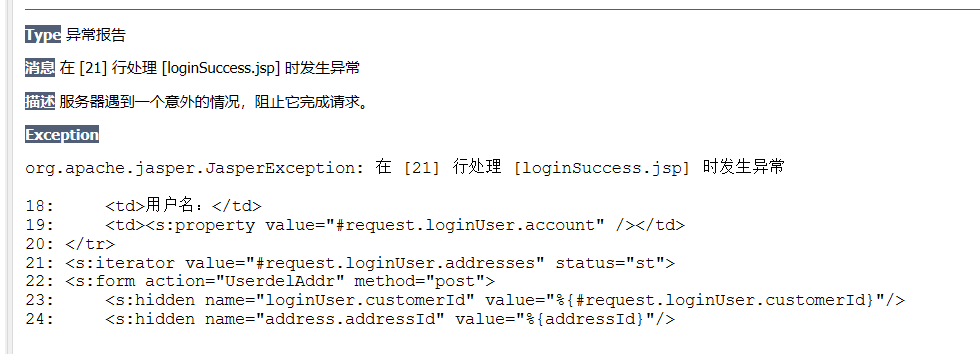 Type 异常报告
消息 在 [21] 行处理 [loginSuccess.jsp] 时发生异常
描述 服务器遇到一个意外的情况，阻止它完成请求。
Exception
org.apache.jasper.JasperException: 在 [21] 行处理 [loginSuccess.jsp] 时发生异常
18:     <td>用户名：</td>
19:     <td><s:property value="#request.loginUser.account" /></td>
20: </tr>
21: <s:iterator value="#request.loginUser.addresses" status="st">
22: <s:form action="UserdelAddr" method="post">
23:     <s:hidden name="loginUser.customerId" value="%{#request.loginUser.customerId}"/>
24:     <s:hidden name="address.addressId" value="%{addressId}"/>